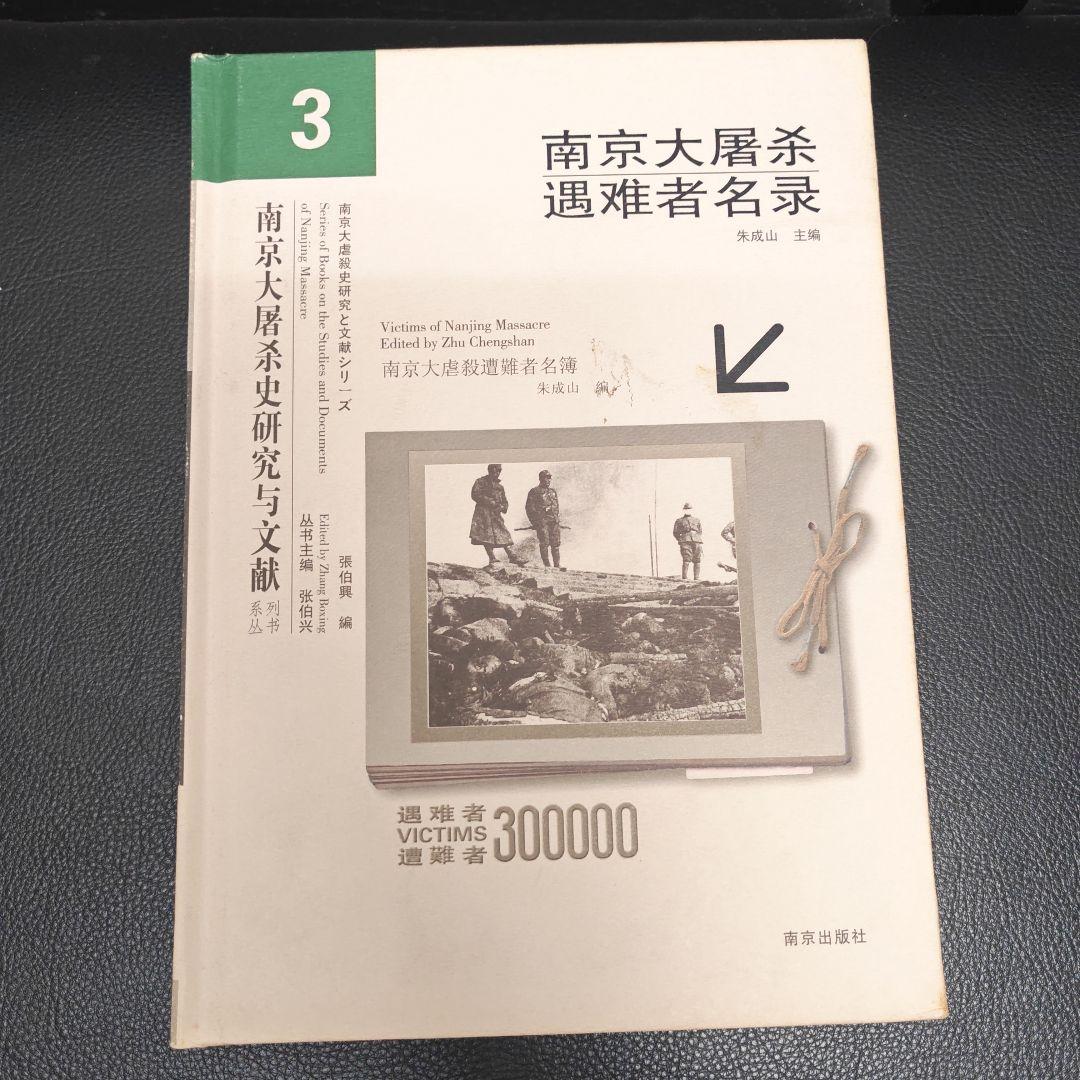 3
南京大屠杀
遇难者名录
朱成山 主编
南京大屠杀史研究与文献
系列
丛书
南京大虐殺史研究と文献シリーズ
張伯興 編
Series of Books on the Studies and Documents
of Nanjing Massacre
Edited by Zhang Boxing
丛书主编 张伯兴
Victims of Nanjing Massacre
Edited by Zhu Chengshan
南京大虐殺遭難者名簿
朱成山 編
遇难者
VICTIMS
遭難者
300000
南京出版社